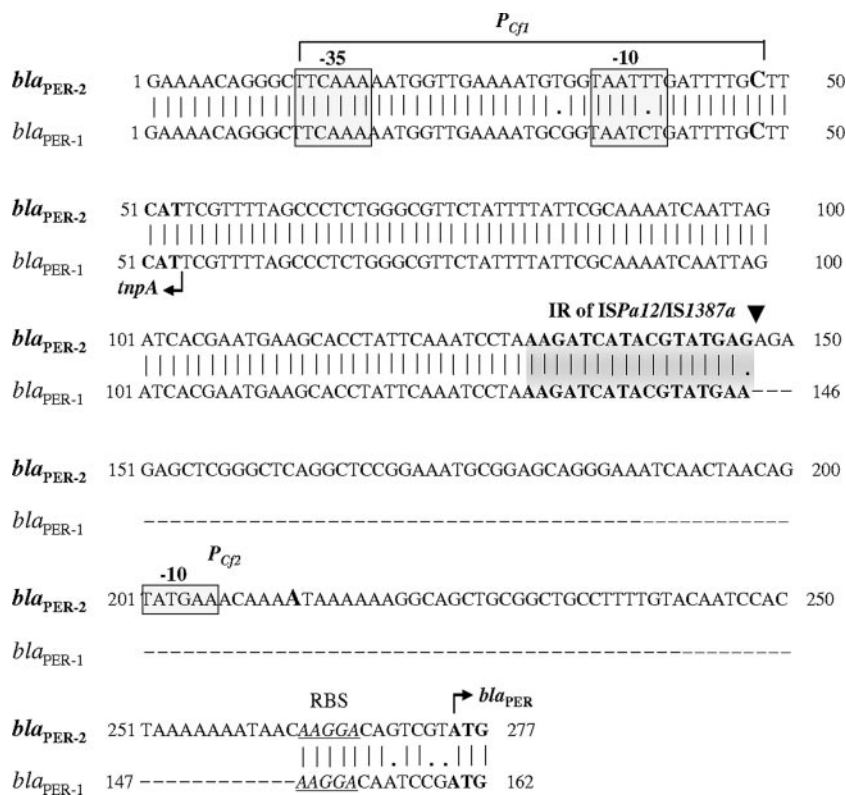 P_Cf1
-35 -10
bla_PER-2 1 GAAAACAGGGCTTCAAAAATGGTTGAAAATGTGGTAATTTGATTTTGCTT 50
bla_PER-1 1 GAAAACAGGGCTTCAAAAATGGTTGAAAATGCGGTAATCTGATTTTGCTT 50
bla_PER-2 51 CATTCGTTTTAGCCCTCTGGGCGTTCTATTTTATTCGCAAAATCAATTAG 100
bla_PER-1 51 CATTCGTTTTAGCCCTCTGGGCGTTCTATTTTATTCGCAAAATCAATTAG 100
tnpA
IR of ISPa12/IS1387a
bla_PER-2 101 ATCACGAATGAAGCACCTATTCAAATCCTAAAGATCATACGTATGAGAGA 150
bla_PER-1 101 ATCACGAATGAAGCACCTATTCAAATCCTAAAGATCATACGTATGAA--- 146
bla_PER-2 151 GAGCTCGGGCTCAGGCTCCGGAAATGCGGAGCAGGGAAATCAACTAACAG 200
bla_PER-1 --------------------------------------------------
P_Cf2
-10
bla_PER-2 201 TATGAAACAAAATAAAAAAGGCAGCTGCGGCTGCCTTTTGTACAATCCAC 250
bla_PER-1 --------------------------------------------------
RBS bla_PER
bla_PER-2 251 TAAAAAAATAACAAGGACAGTCGTATG 277
bla_PER-1 147 ------------AAGGACAATCCGATG 162